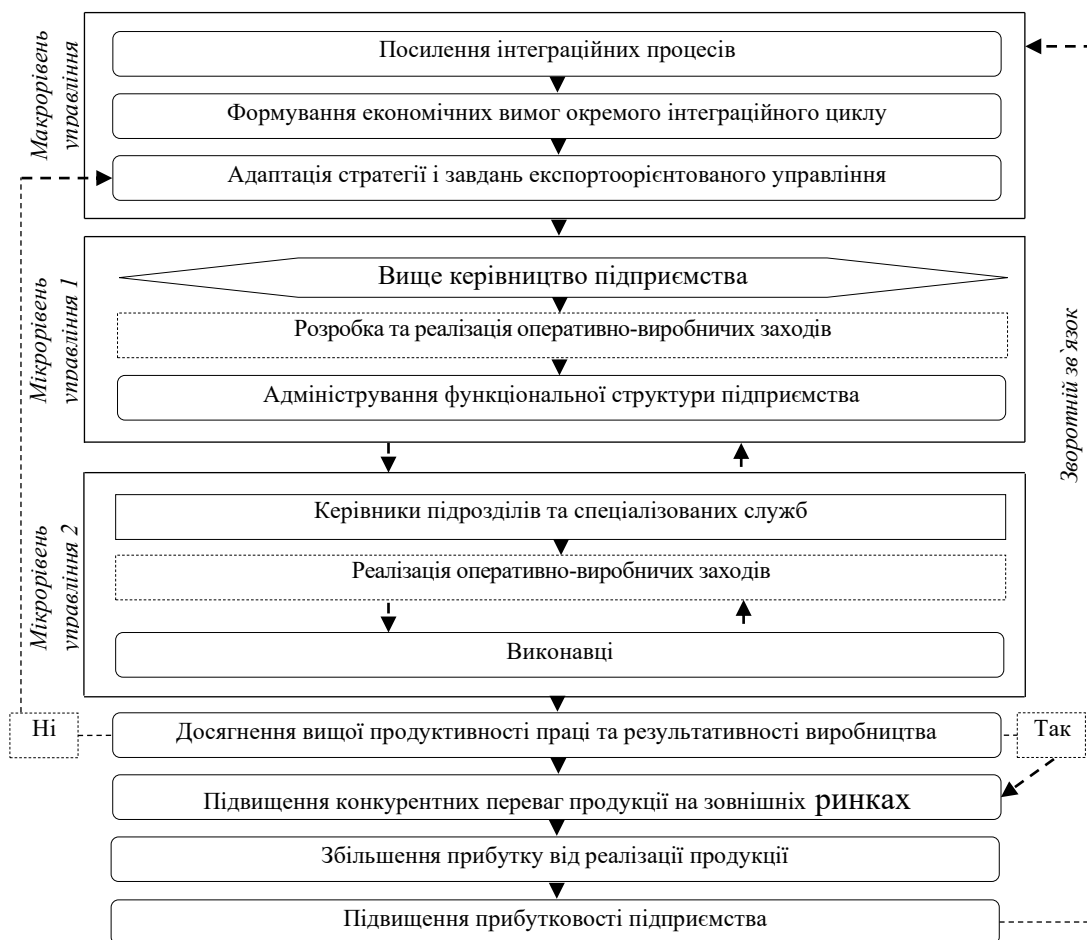 Макрорівень
управління
Посилення інтеграційних процесів
Формування економічних вимог окремого інтеграційного циклу
Адаптація стратегії і завдань експортоорієнтованого управління
Мікрорівень
управління 1
Вище керівництво підприємства
Розробка та реалізація оперативно-виробничих заходів
Адміністрування функціональної структури підприємства
Зворотній зв`язок
Мікрорівень
управління 2
Керівники підрозділів та спеціалізованих служб
Реалізація оперативно-виробничих заходів
Виконавці
Ні
Досягнення вищої продуктивності праці та результативності виробництва
Так
Підвищення конкурентних переваг продукції на зовнішніх ринках
Збільшення прибутку від реалізації продукції
Підвищення прибутковості підприємства